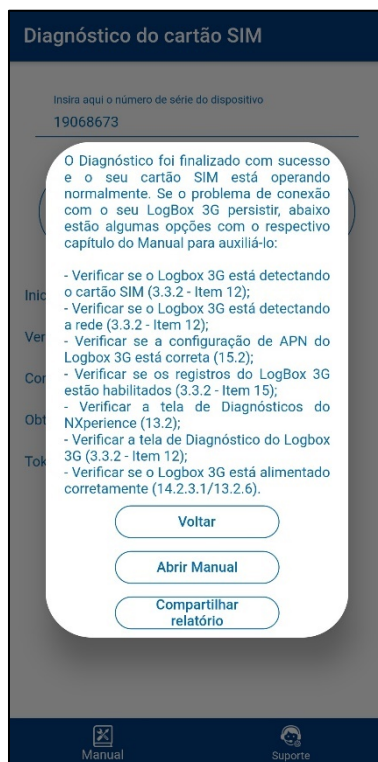 Diagnóstico do cartão SIM
Insira aqui o número de série do dispositivo
19068673
O Diagnóstico foi finalizado com sucesso
e o seu cartão SIM está operando
normalmente. Se o problema de conexão
com o seu LogBox 3G persistir, abaixo
estão algumas opções com o respectivo
capítulo do Manual para auxiliá-lo:
- Verificar se o Logbox 3G está detectando
o cartão SIM (3.3.2 - Item 12);
- Verificar se o Logbox 3G está detectando
a rede (3.3.2 - Item 12);
- Verificar se a configuração de APN do
Logbox 3G está correta (15.2);
- Verificar se os registros do LogBox 3G
estão habilitados (3.3.2 - Item 15);
- Verificar a tela de Diagnósticos do
NXperience (13.2);
- Verificar a tela de Diagnóstico do Logbox
3G (3.3.2 - Item 12);
- Verificar se o Logbox 3G está alimentado
corretamente (14.2.3.1/13.2.6).
Inic
Ver
Con
Obt
Tok
Voltar
Abrir Manual
Compartilhar
relatório
Manual
Suporte